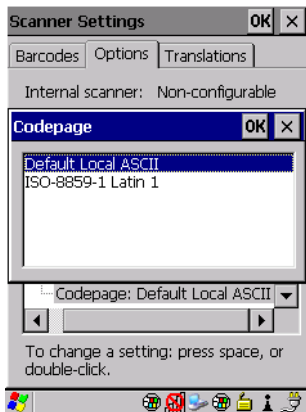 Scanner Settings OK ×
Barcodes Options Translations
Internal scanner: Non-configurable
Codepage OK ×
Default Local ASCII
ISO-8859-1 Latin 1
Codepage: Default Local ASCII
To change a setting: press space, or
double-click.